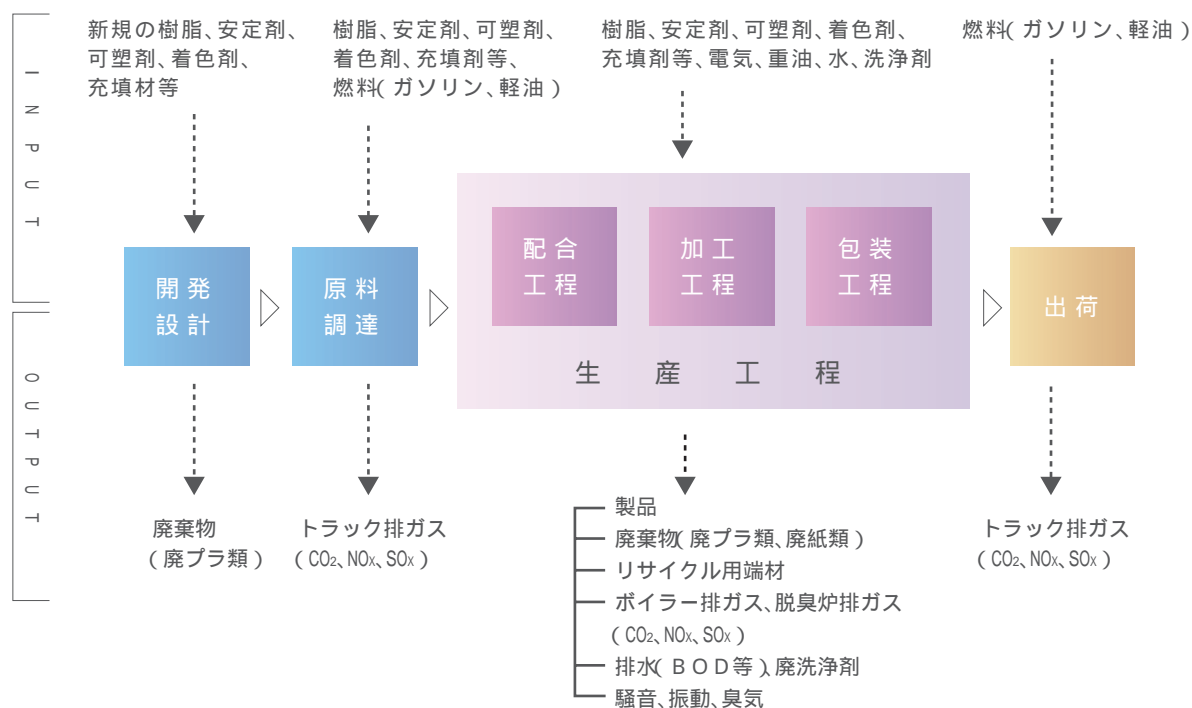 INPUT
新規の樹脂、安定剤、
可塑剤、着色剤、
充填材等
樹脂、安定剤、可塑剤、
着色剤、充填剤等、
燃料(ガソリン、軽油)
樹脂、安定剤、可塑剤、着色剤、
充填剤等、電気、重油、水、洗浄剤
燃料(ガソリン、軽油)
開発
設計
原料
調達
配合
工程
加工
工程
包装
工程
生産工程
出荷
OUTPUT
廃棄物
(廃プラ類)
トラック排ガス
(CO₂、NOx、SOx)
製品
廃棄物(廃プラ類、廃紙類)
リサイクル用端材
ボイラー排ガス、脱臭炉排ガス
(CO₂、NOx、SOx)
排水(BOD等)、廃洗浄剤
騒音、振動、臭気
トラック排ガス
(CO₂、NOx、SOx)